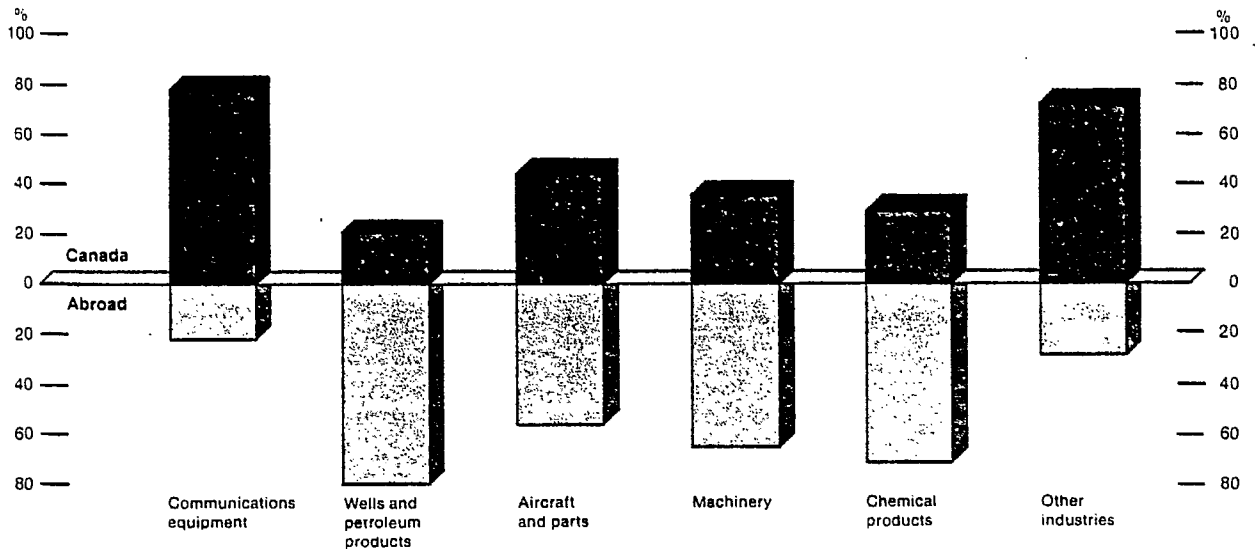 %
100
80
60
40
20
Canada
0
Abroad
20
40
60
80
%
100
80
60
40
20
0
20
40
60
80
Communications
equipment
Wells and
petroleum
products
Aircraft
and parts
Machinery
Chemical
products
Other
industries